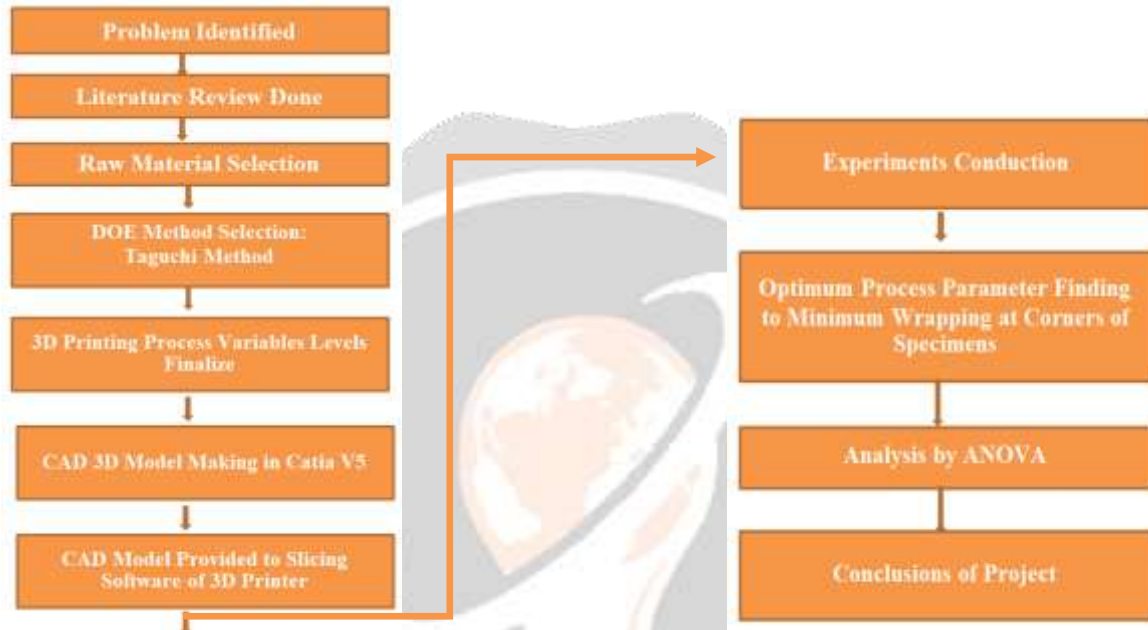 Problem Identified
Literature Review Done
Raw Material Selection
DOE Method Selection:
Taguchi Method
3D Printing Process Variables Levels
Finalize
CAD 3D Model Making in Catia V5
CAD Model Provided to Slicing
Software of 3D Printer
Experiments Conduction
Optimum Process Parameter Finding
to Minimum Wrapping at Corners of
Specimens
Analysis by ANOVA
Conclusions of Project